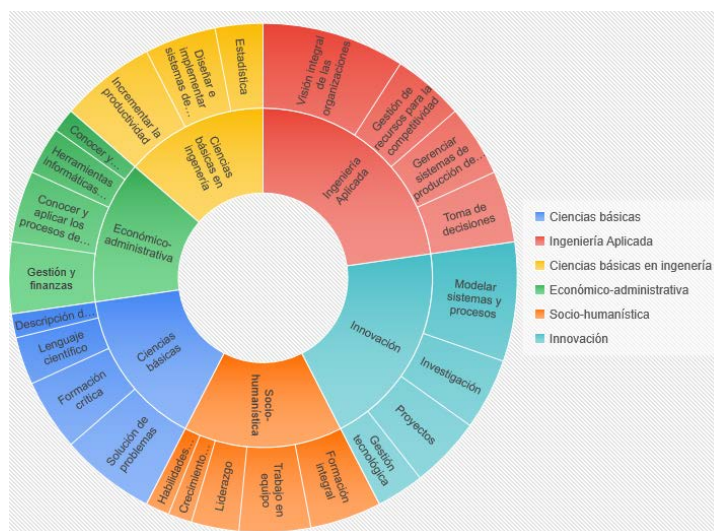 Visión integral
de las
organizaciones
Gestión de
recursos para la
competitividad
Gerenciar
sistemas de
producción de...
Toma de
decisiones
Modelar
sistemas y
procesos
Investigación
Proyectos
Gestión
tecnológica
Formación
integral
Trabajo en
equipo
Liderazgo
Crecimiento...
Habilidades...
Solución de
problemas
Formación
crítica
Lenguaje
científico
Descripción d...
Gestión y
finanzas
Conocer y
aplicar los
procesos de...
Herramientas
informáticas...
Conocer y...
Incrementar la
productividad
Diseñar e
implementar
sistemas de...
Estadística
Ingeniería
Aplicada
Innovación
Socio-
humanística
Ciencias
básicas
Económico-
administrativa
Ciencias
básicas en
ingenería
Ciencias básicas
Ingeniería Aplicada
Ciencias básicas en ingenería
Económico-administrativa
Socio-humanística
Innovación